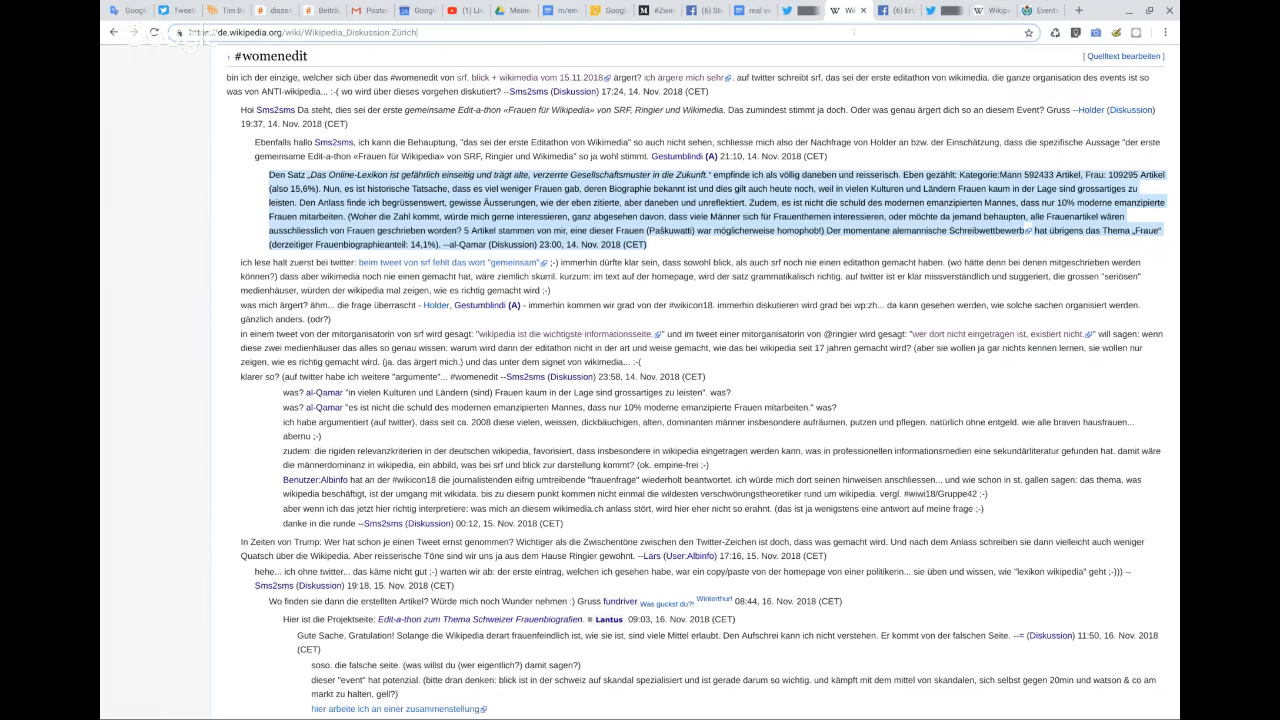 Googl
Tweet
Tim Be
disser
Beiträ
Poste
Googl
(1) Li
Meine
m/ein
Googl
#Zwit
(6) St
real v
Wi
(6) Er
Wikip
Event
https://de.wikipedia.org/wiki/Wikipedia_Diskussion:Zürich
#womenedit
[ Quelltext bearbeiten ]
bin ich der einzige, welcher sich über das #womenedit von srf, blick + wikimedia vom 15.11.2018 ärgert? ich ärgere mich sehr. auf twitter schreibt srf, das sei der erste editathon von wikimedia. die ganze organisation des events ist so
was von ANTI-wikipedia... :-( wo wird über dieses vorgehen diskutiert? --Sms2sms (Diskussion) 17:24, 14. Nov. 2018 (CET)
Hoi Sms2sms Da steht, dies sei der erste gemeinsame Edit-a-thon «Frauen für Wikipedia» von SRF, Ringier und Wikimedia. Das zumindest stimmt ja doch. Oder was genau ärgert dich so an diesem Event? Gruss --Holder (Diskussion)
19:37, 14. Nov. 2018 (CET)
Ebenfalls hallo Sms2sms, ich kann die Behauptung, "das sei der erste Editathon von Wikimedia" so auch nicht sehen, schliesse mich also der Nachfrage von Holder an bzw. der Einschätzung, dass die spezifische Aussage "der erste
gemeinsame Edit-a-thon «Frauen für Wikipedia» von SRF, Ringier und Wikimedia" so ja wohl stimmt. Gestumblindi (A) 21:10, 14. Nov. 2018 (CET)
Den Satz „Das Online-Lexikon ist gefährlich einseitig und trägt alte, verzerrte Gesellschaftsmuster in die Zukunft.“ empfinde ich als völlig daneben und reisserisch. Eben gezählt: Kategorie:Mann 592433 Artikel, Frau: 109295 Artikel
(also 15,6%). Nun, es ist historische Tatsache, dass es viel weniger Frauen gab, deren Biographie bekannt ist und dies gilt auch heute noch, weil in vielen Kulturen und Ländern Frauen kaum in der Lage sind grossartiges zu
leisten. Den Anlass finde ich begrüssenswert, gewisse Äusserungen, wie der eben zitierte, aber daneben und unreflektiert. Zudem, es ist nicht die schuld des modernen emanzipierten Mannes, dass nur 10% moderne emanzipierte
Frauen mitarbeiten. (Woher die Zahl kommt, würde mich gerne interessieren, ganz abgesehen davon, dass viele Männer sich für Frauenthemen interessieren, oder möchte da jemand behaupten, alle Frauenartikel wären
ausschliesslich von Frauen geschrieben worden? 5 Artikel stammen von mir, eine dieser Frauen (Paškuwatti) war möglicherweise homophob!) Der momentane alemannische Schreibwettbewerb hat übrigens das Thema „Fraue“
(derzeitiger Frauenbiographieanteil: 14,1%). --al-Qamar (Diskussion) 23:00, 14. Nov. 2018 (CET)
ich lese halt zuerst bei twitter: beim tweet von srf fehlt das wort "gemeinsam" ;-) immerhin dürfte klar sein, dass sowohl blick, als auch srf noch nie einen editathon gemacht haben. (wo hätte denn bei denen mitgeschrieben werden
können?) dass aber wikimedia noch nie einen gemacht hat, wäre ziemlich skurril. kurzum: im text auf der homepage, wird der satz grammatikalisch richtig. auf twitter ist er klar missverständlich und suggeriert, die grossen "seriösen"
medienhäuser, würden der wikipedia mal zeigen, wie es richtig gemacht wird ;-)
was mich ärgert? ähm... die frage überrascht - Holder, Gestumblindi (A) - immerhin kommen wir grad von der #wikicon18. immerhin diskutieren wird grad bei wp:zh... da kann gesehen werden, wie solche sachen organisiert werden.
gänzlich anders. (odr?)
in einem tweet von der mitorganisatorin von srf wird gesagt: "wikipedia ist die wichtigste informationsseite." und im tweet einer mitorganisatorin von @ringier wird gesagt: "wer dort nicht eingetragen ist, existiert nicht." will sagen: wenn
diese zwei medienhäuser das alles so genau wissen: warum wird dann der editathon nicht in der art und weise gemacht, wie das bei wikipedia seit 17 jahren gemacht wird? (aber sie wollen ja gar nichts kennen lernen, sie wollen nur
zeigen, wie es richtig gemacht wird. (ja. das ärgert mich.) und das unter dem signet von wikimedia... :-(
klarer so? (auf twitter habe ich weitere "argumente"... #womenedit --Sms2sms (Diskussion) 23:58, 14. Nov. 2018 (CET)
was? al-Qamar "in vielen Kulturen und Ländern (sind) Frauen kaum in der Lage sind grossartiges zu leisten". was?
was? al-Qamar "es ist nicht die schuld des modernen emanzipierten Mannes, dass nur 10% moderne emanzipierte Frauen mitarbeiten." was?
ich habe argumentiert (auf twitter), dass seit ca. 2008 diese vielen, weissen, dickbäuchigen, alten, dominanten männer insbesondere aufräumen, putzen und pflegen. natürlich ohne entgeld. wie alle braven hausfrauen...
abernu ;-)
zudem: die rigiden relevanzkriterien in der deutschen wikipedia, favorisiert, dass insbesondere in wikipedia eingetragen werden kann, was in professionellen informationsmedien eine sekundärliteratur gefunden hat. damit wäre
die männerdominanz in wikipedia, ein abbild, was bei srf und blick zur darstellung kommt? (ok. empirie-frei ;-)
Benutzer:Albinfo hat an der #wikicon18 die journalistenden eifrig umtreibende "frauenfrage" wiederholt beantwortet. ich würde mich dort seinen hinweisen anschliessen... und wie schon in st. gallen sagen: das thema, was
wikipedia beschäftigt, ist der umgang mit wikidata. bis zu diesem punkt kommen nicht einmal die wildesten verschwörungstheoretiker rund um wikipedia. vergl. #wiwi18/Gruppe42 ;-)
aber wenn ich das jetzt hier richtig interpretiere: was mich an diesem wikimedia.ch anlass stört, wird hier eher nicht so erahnt. (das ist ja wenigstens eine antwort auf meine frage ;-)
danke in die runde --Sms2sms (Diskussion) 00:12, 15. Nov. 2018 (CET)
In Zeiten von Trump: Wer hat schon je einen Tweet ernst genommen? Wichtiger als die Zwischentöne zwischen den Twitter-Zeichen ist doch, dass was gemacht wird. Und nach dem Anlass schreiben sie dann vielleicht auch weniger
Quatsch über die Wikipedia. Aber reisserische Töne sind wir uns ja aus dem Hause Ringier gewohnt. --Lars (User:Albinfo) 17:16, 15. Nov. 2018 (CET)
hehe... ich ohne twitter... das käme nicht gut ;-) warten wir ab: der erste eintrag, welchen ich gesehen habe, war ein copy/paste von der homepage von einer politikerin... sie üben und wissen, wie "lexikon wikipedia" geht ;-))) --
Sms2sms (Diskussion) 19:18, 15. Nov. 2018 (CET)
Wo finden sie dann die erstellten Artikel? Würde mich noch Wunder nehmen :) Gruss fundriver Was guckst du?! Winterthur! 08:44, 16. Nov. 2018 (CET)
Hier ist die Projektseite: Edit-a-thon zum Thema Schweizer Frauenbiografien. ※ Lantus 09:03, 16. Nov. 2018 (CET)
Gute Sache, Gratulation! Solange die Wikipedia derart frauenfeindlich ist, wie sie ist, sind viele Mittel erlaubt. Den Aufschrei kann ich nicht verstehen. Er kommt von der falschen Seite. --= (Diskussion) 11:50, 16. Nov. 2018
(CET)
soso. die falsche seite. (was willst du (wer eigentlich?) damit sagen?)
dieser "event" hat potenzial. (bitte dran denken: blick ist in der schweiz auf skandal spezialisiert und ist gerade darum so wichtig. und kämpft mit dem mittel von skandalen, sich selbst gegen 20min und watson & co am
markt zu halten, gell?)
hier arbeite ich an einer zusammenstellung